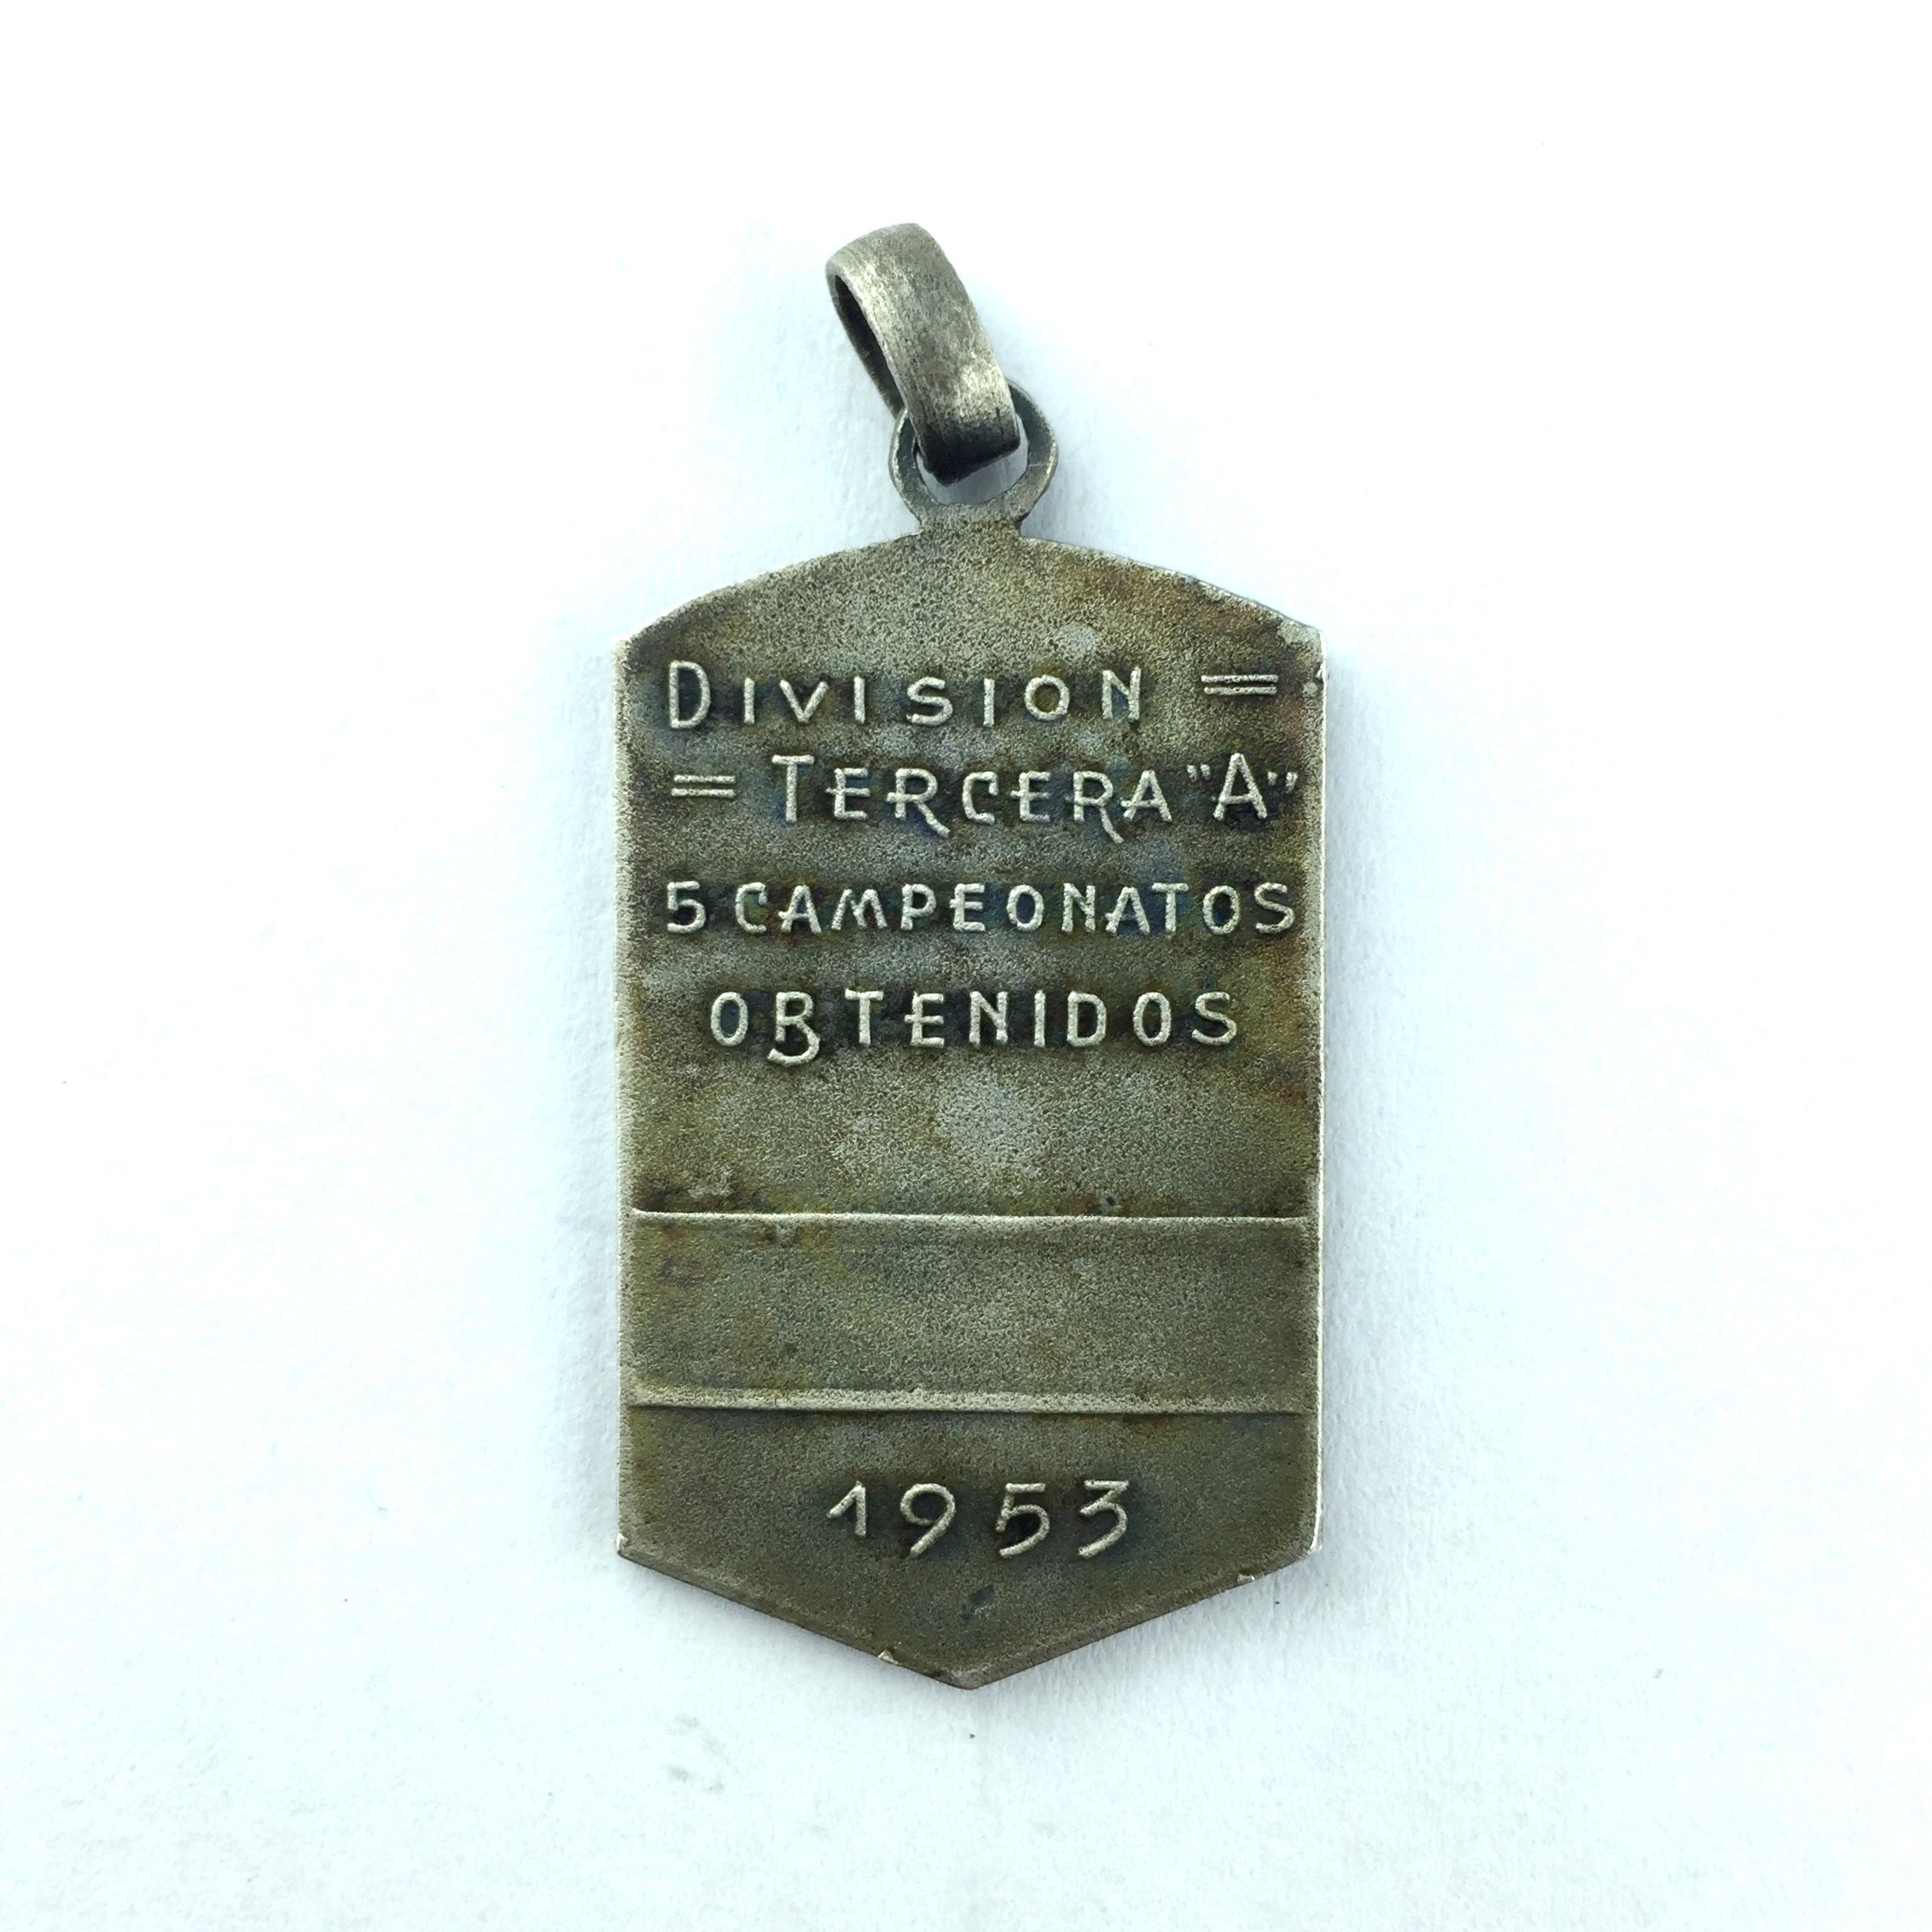 DIVISION =
= TERCERA "A"
5 CAMPEONATOS
OBTENIDOS
1953